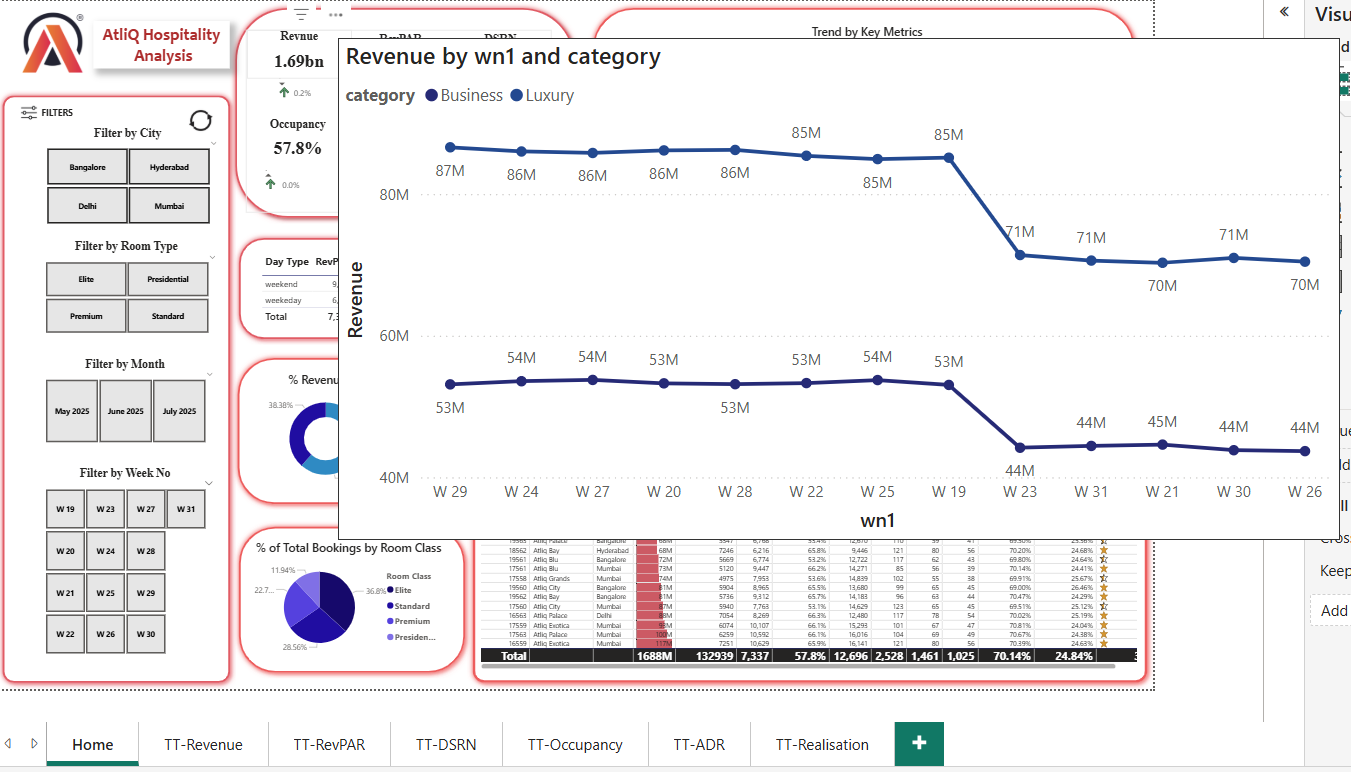 ®
AtliQ Hospitality
Analysis
FILTERS
Filter by City
Bangalore Hyderabad
Delhi Mumbai
Filter by Room Type
Elite Presidential
Premium Standard
Filter by Month
May 2025 June 2025 July 2025
Filter by Week No
W 19 W 23 W 27 W 31
W 20 W 24 W 28
W 21 W 25 W 29
W 22 W 26 W 30
Revnue
1.69bn
0.2%
Occupancy
57.8%
0.0%
Trend by Key Metrics
Day Type
weekend
weekeday
Total
38.38%
% of Total Bookings by Room Class
11.94%
22.7...
36.8%
28.56%
Room Class
Elite
Standard
Premium
Presiden...
Revenue by wn1 and category
category Business Luxury
85M 85M
87M 86M 86M 86M 86M 85M
80M
71M 71M 71M
70M 70M
Revenue
60M
54M 54M 53M 53M 54M 53M
53M 53M
44M 45M 44M 44M
44M
40M
W 29 W 24 W 27 W 20 W 28 W 22 W 25 W 19 W 23 W 31 W 21 W 30 W 26
wn1
18562 Atliq Bay Hyderabad 68M 7246 6,216 65.8% 9,446 121 80 56 70.20% 24.68%
19561 Atliq Blu Bangalore 72M 5669 6,774 53.2% 12,722 117 62 43 69.80% 24.64%
17561 Atliq Blu Mumbai 73M 5120 9,447 66.2% 14,271 85 56 39 70.14% 24.41%
17558 Atliq Grands Mumbai 74M 4975 7,953 53.6% 14,839 102 55 38 69.91% 25.67%
19560 Atliq City Bangalore 81M 5904 8,965 65.5% 13,680 99 65 45 69.00% 26.46%
19562 Atliq Bay Bangalore 81M 5736 9,312 65.7% 14,183 96 63 44 70.47% 24.29%
17560 Atliq City Mumbai 87M 5940 7,763 53.1% 14,629 123 65 45 69.51% 25.12%
16563 Atliq Palace Delhi 88M 7054 8,269 66.3% 12,480 117 78 54 70.02% 25.19%
17559 Atliq Exotica Mumbai 93M 6074 10,107 66.1% 15,293 101 67 47 70.81% 24.04%
17563 Atliq Palace Mumbai 100M 6259 10,592 66.1% 16,016 104 69 49 70.67% 24.38%
16559 Atliq Exotica Mumbai 117M 7251 10,629 65.9% 16,141 121 80 56 70.39% 24.63%
Total 1688M 132939 7,337 57.8% 12,696 2,528 1,461 1,025 70.14% 24.84%
Keep
Add
Home TT-Revenue TT-RevPAR TT-DSRN TT-Occupancy TT-ADR TT-Realisation